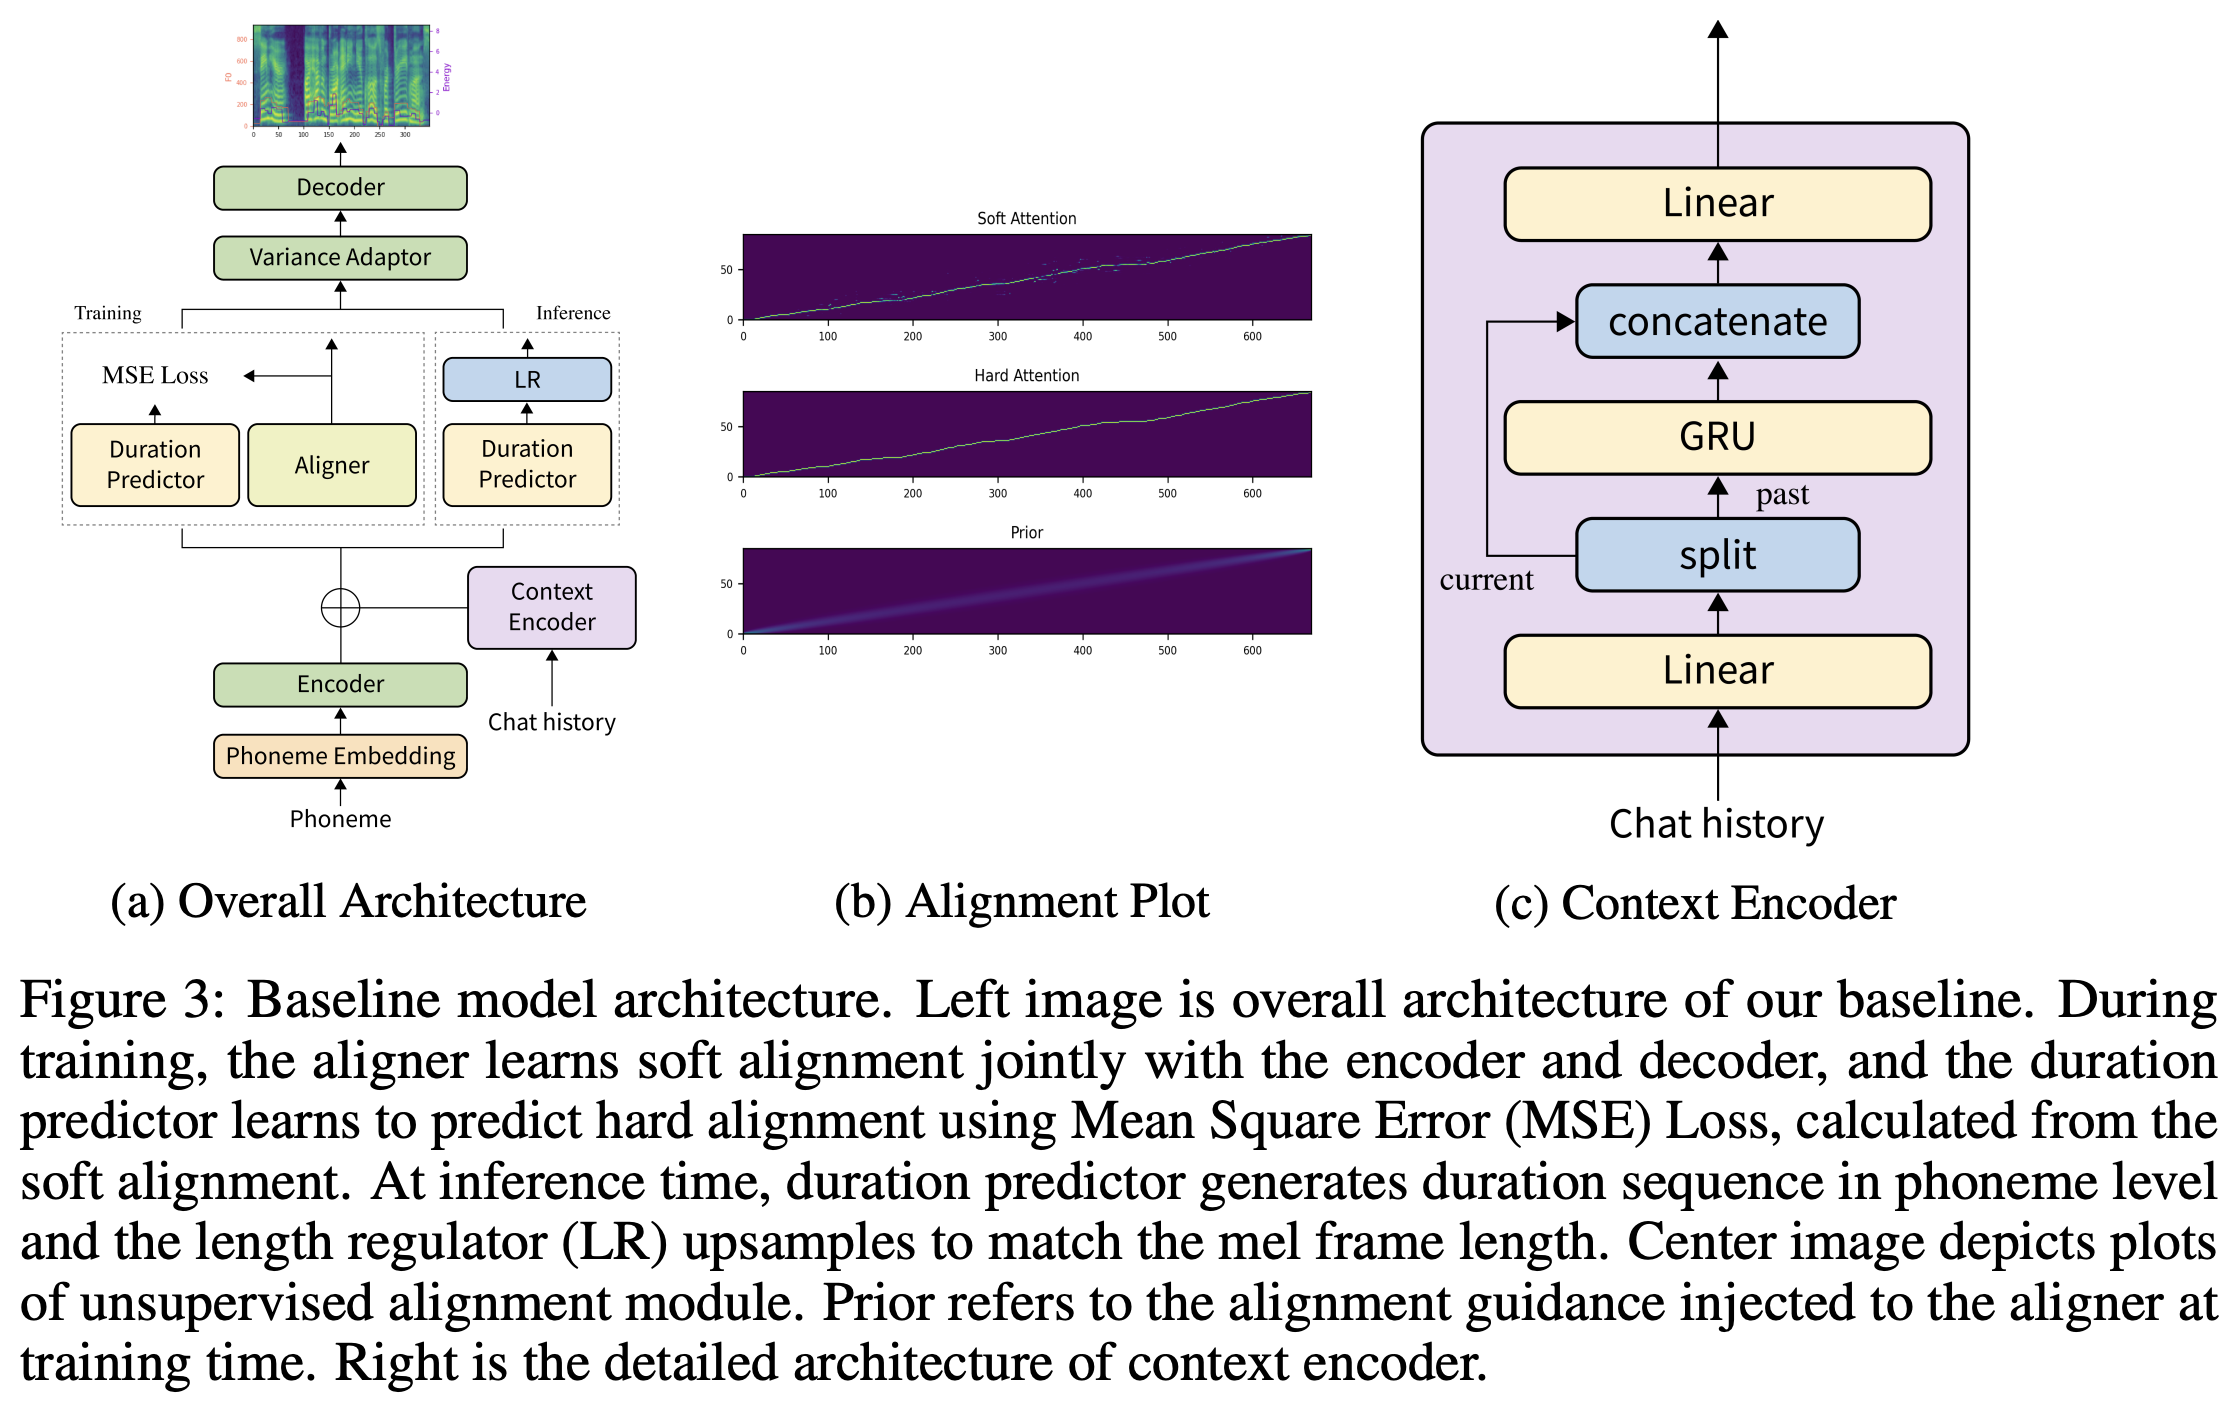 800
600
400
200
0
F0
8
6
4
2
0
Energy
0 50 100 150 200 250 300
Decoder
Variance Adaptor
Training
Inference
MSE Loss
LR
Duration
Predictor
Aligner
Duration
Predictor
Context
Encoder
Encoder
Chat history
Phoneme Embedding
Phoneme
(a) Overall Architecture
Soft Attention
50
0
0 100 200 300 400 500 600
Hard Attention
50
0
0 100 200 300 400 500 600
Prior
50
0
0 100 200 300 400 500 600
(b) Alignment Plot
Linear
concatenate
GRU
past
split
current
Linear
Chat history
(c) Context Encoder
Figure 3: Baseline model architecture. Left image is overall architecture of our baseline. During
training, the aligner learns soft alignment jointly with the encoder and decoder, and the duration
predictor learns to predict hard alignment using Mean Square Error (MSE) Loss, calculated from the
soft alignment. At inference time, duration predictor generates duration sequence in phoneme level
and the length regulator (LR) upsamples to match the mel frame length. Center image depicts plots
of unsupervised alignment module. Prior refers to the alignment guidance injected to the aligner at
training time. Right is the detailed architecture of context encoder.